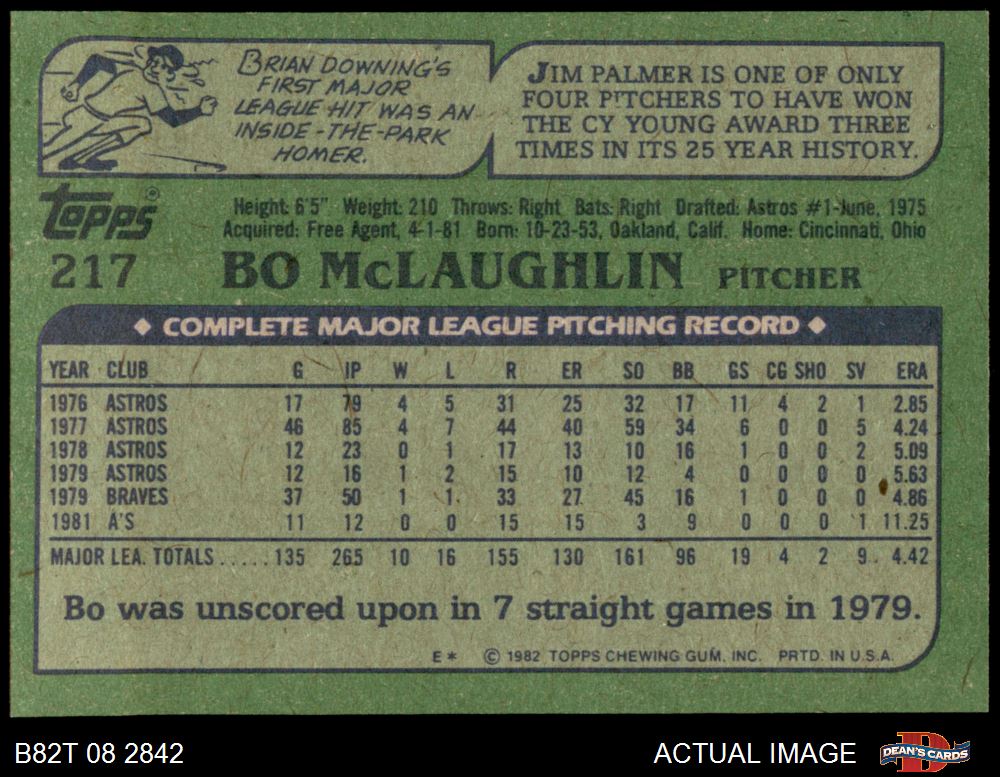 BRIAN DOWNING'S
FIRST MAJOR
LEAGUE HIT WAS AN
INSIDE-THE-PARK
HOMER.
JIM PALMER IS ONE OF ONLY
FOUR PITCHERS TO HAVE WON
THE CY YOUNG AWARD THREE
TIMES IN ITS 25 YEAR HISTORY.
TOPPS®
Height: 6'5" Weight: 210 Throws: Right Bats: Right Drafted: Astros #1-June, 1975
Acquired: Free Agent, 4-1-81 Born: 10-23-53, Oakland, Calif. Home: Cincinnati, Ohio
217 BO McLAUGHLIN PITCHER
◆ COMPLETE MAJOR LEAGUE PITCHING RECORD ◆
YEAR CLUB G IP W L R ER SO BB GS CG SHO SV ERA
1976 ASTROS 17 79 4 5 31 25 32 17 11 4 2 1 2.85
1977 ASTROS 46 85 4 7 44 40 59 34 6 0 0 5 4.24
1978 ASTROS 12 23 0 1 17 13 10 16 1 0 0 2 5.09
1979 ASTROS 12 16 1 2 15 10 12 4 0 0 0 0 5.63
1979 BRAVES 37 50 1 1 33 27 45 16 1 0 0 0 4.86
1981 A'S 11 12 0 0 15 15 3 9 0 0 0 1 11.25
MAJOR LEA. TOTALS ..... 135 265 10 16 155 130 161 96 19 4 2 9 4.42
Bo was unscored upon in 7 straight games in 1979.
E* © 1982 TOPPS CHEWING GUM, INC. PRTD. IN U.S.A.
B82T 08 2842
ACTUAL IMAGE
DEAN'S CARDS